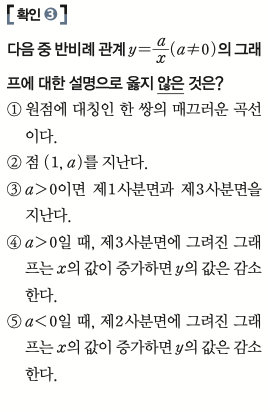 [ 확인 ❸ ]
다음 중 반비례 관계 y=a/x(a≠0)의 그래
프에 대한 설명으로 옳지 않은 것은?
① 원점에 대칭인 한 쌍의 매끄러운 곡선
이다.
② 점 (1, a)를 지난다.
③ a>0이면 제1사분면과 제3사분면을
지난다.
④ a>0일 때, 제3사분면에 그려진 그래
프는 x의 값이 증가하면 y의 값은 감소
한다.
⑤ a<0일 때, 제2사분면에 그려진 그래
프는 x의 값이 증가하면 y의 값은 감소
한다.